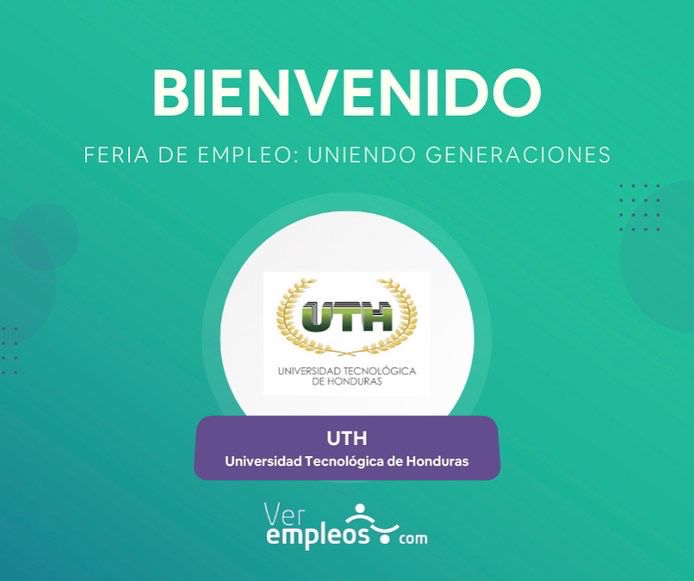 BIENVENIDO
FERIA DE EMPLEO: UNIENDO GENERACIONES
UTH
UNIVERSIDAD TECNOLÓGICA
DE HONDURAS
UTH
Universidad Tecnológica de Honduras
Ver
empleos.com